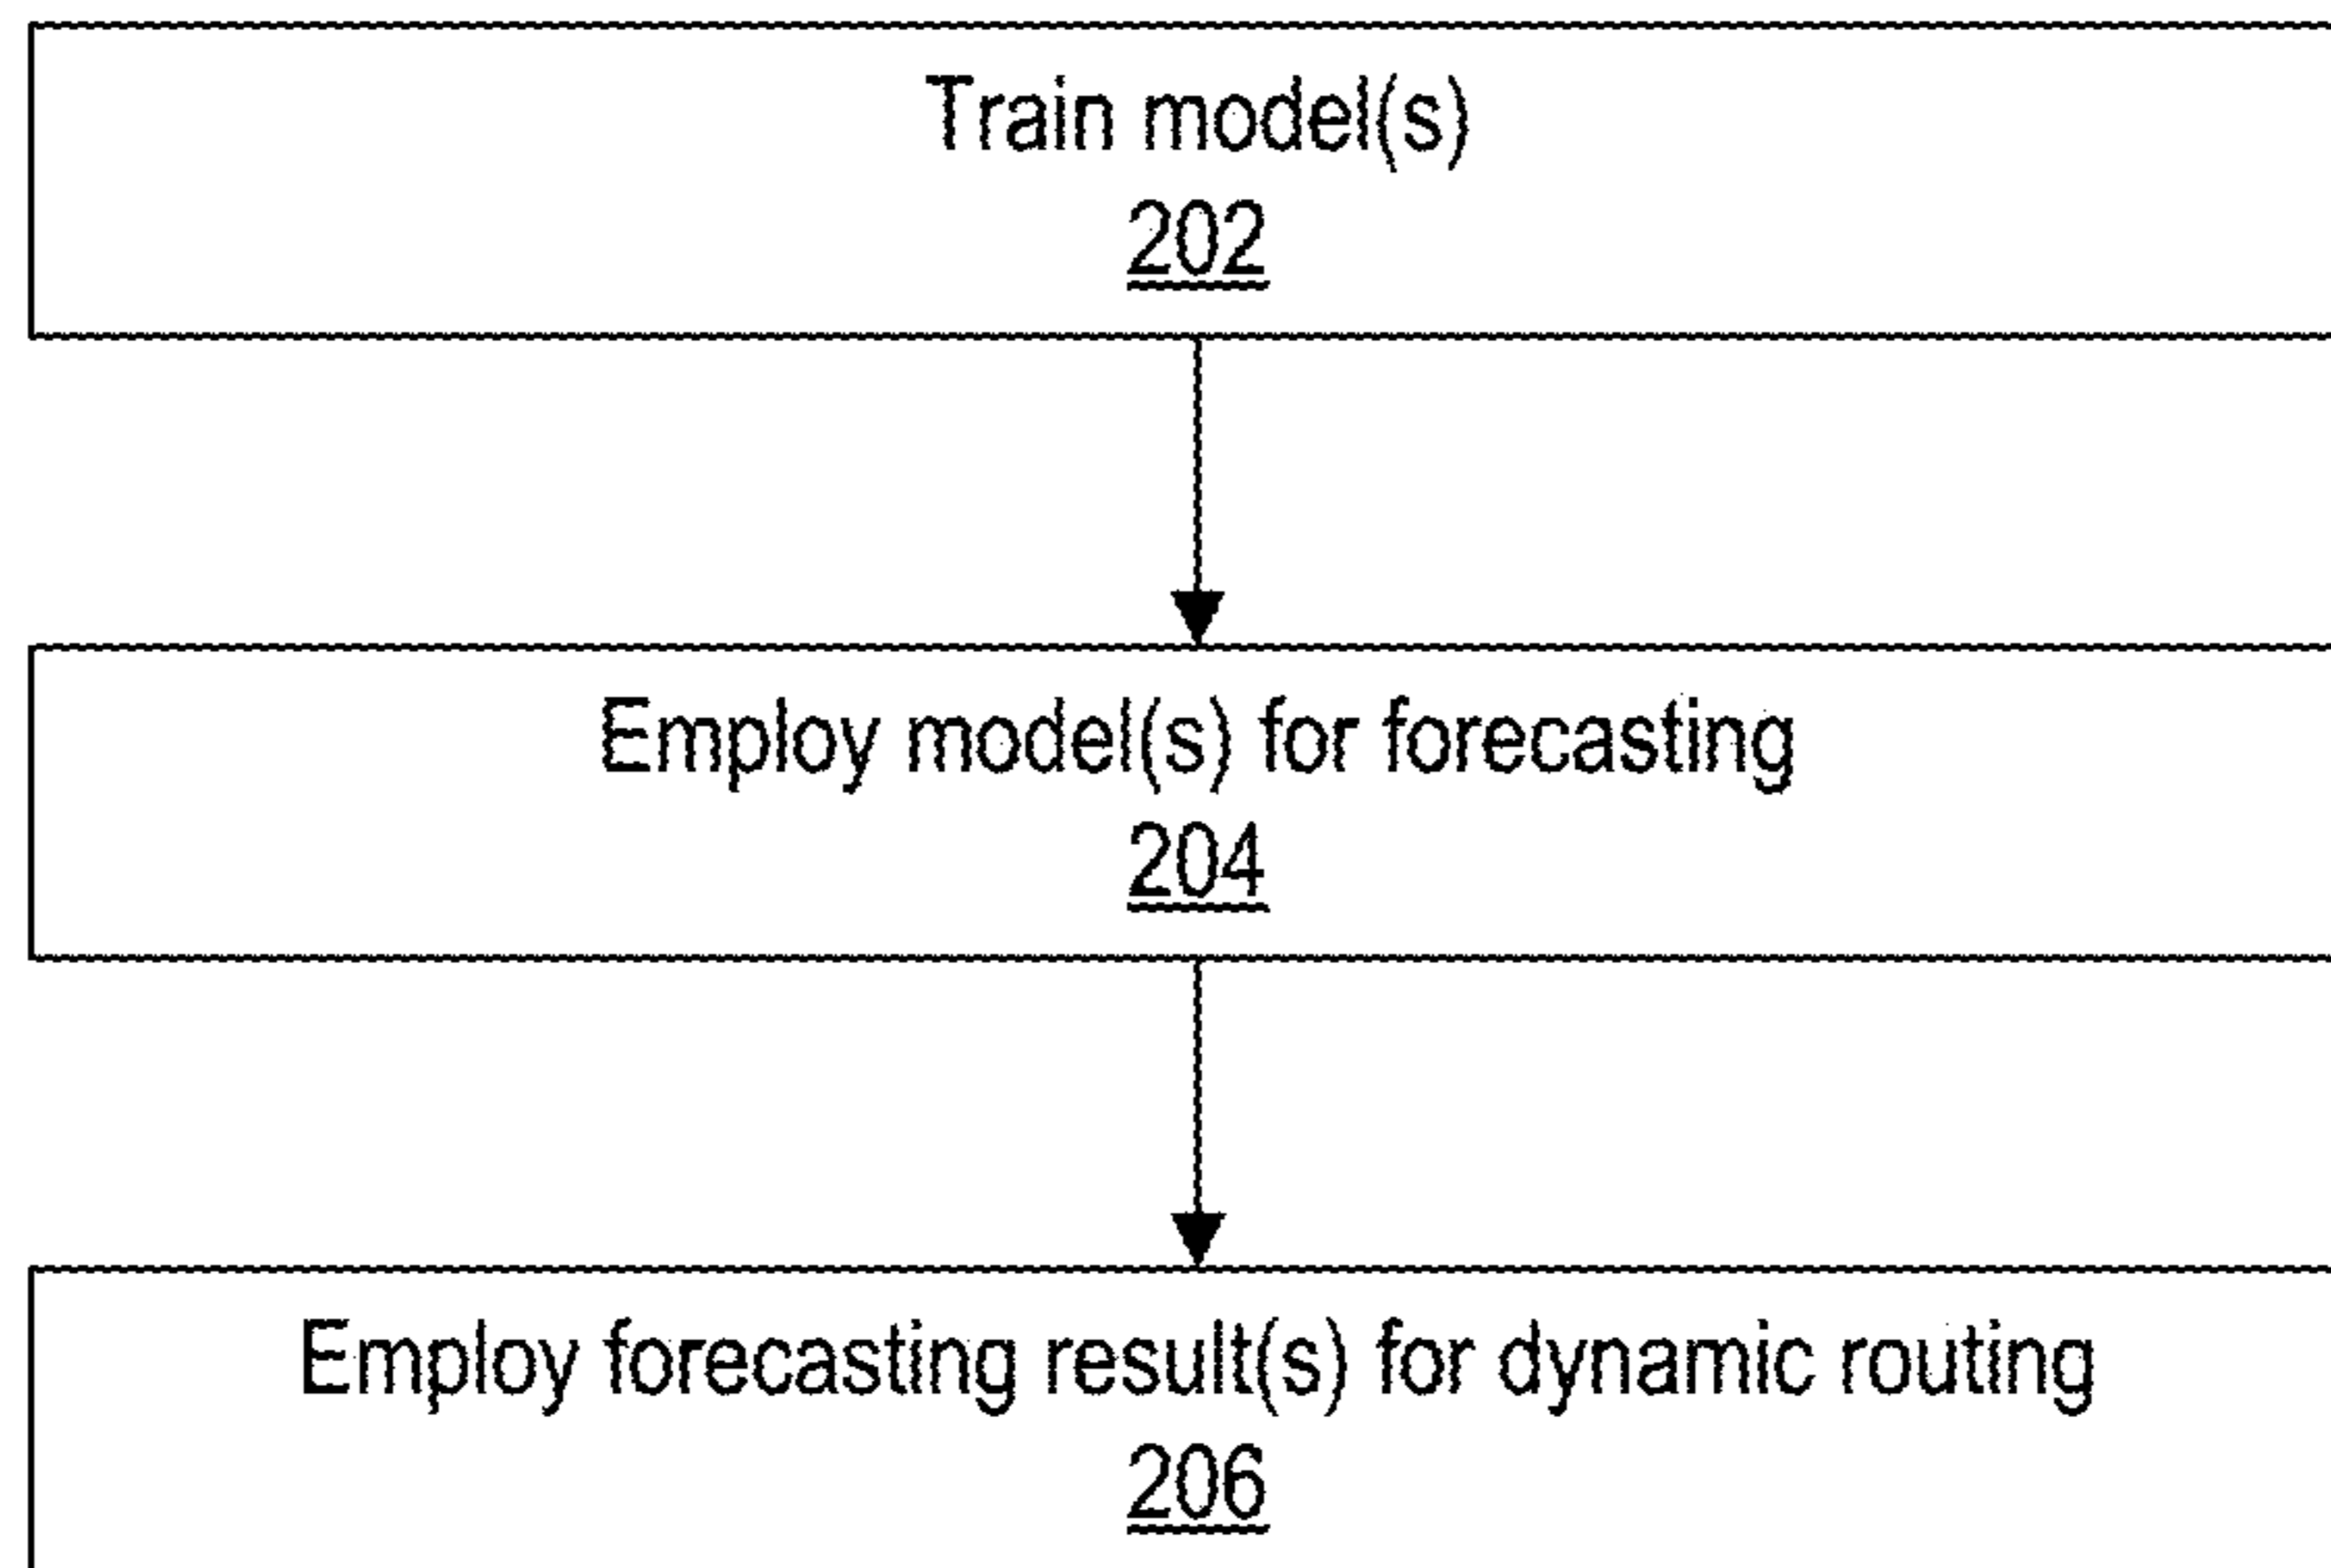 Train model(s)
202
Employ model(s) for forecasting
204
Employ forecasting result(s) for dynamic routing
206